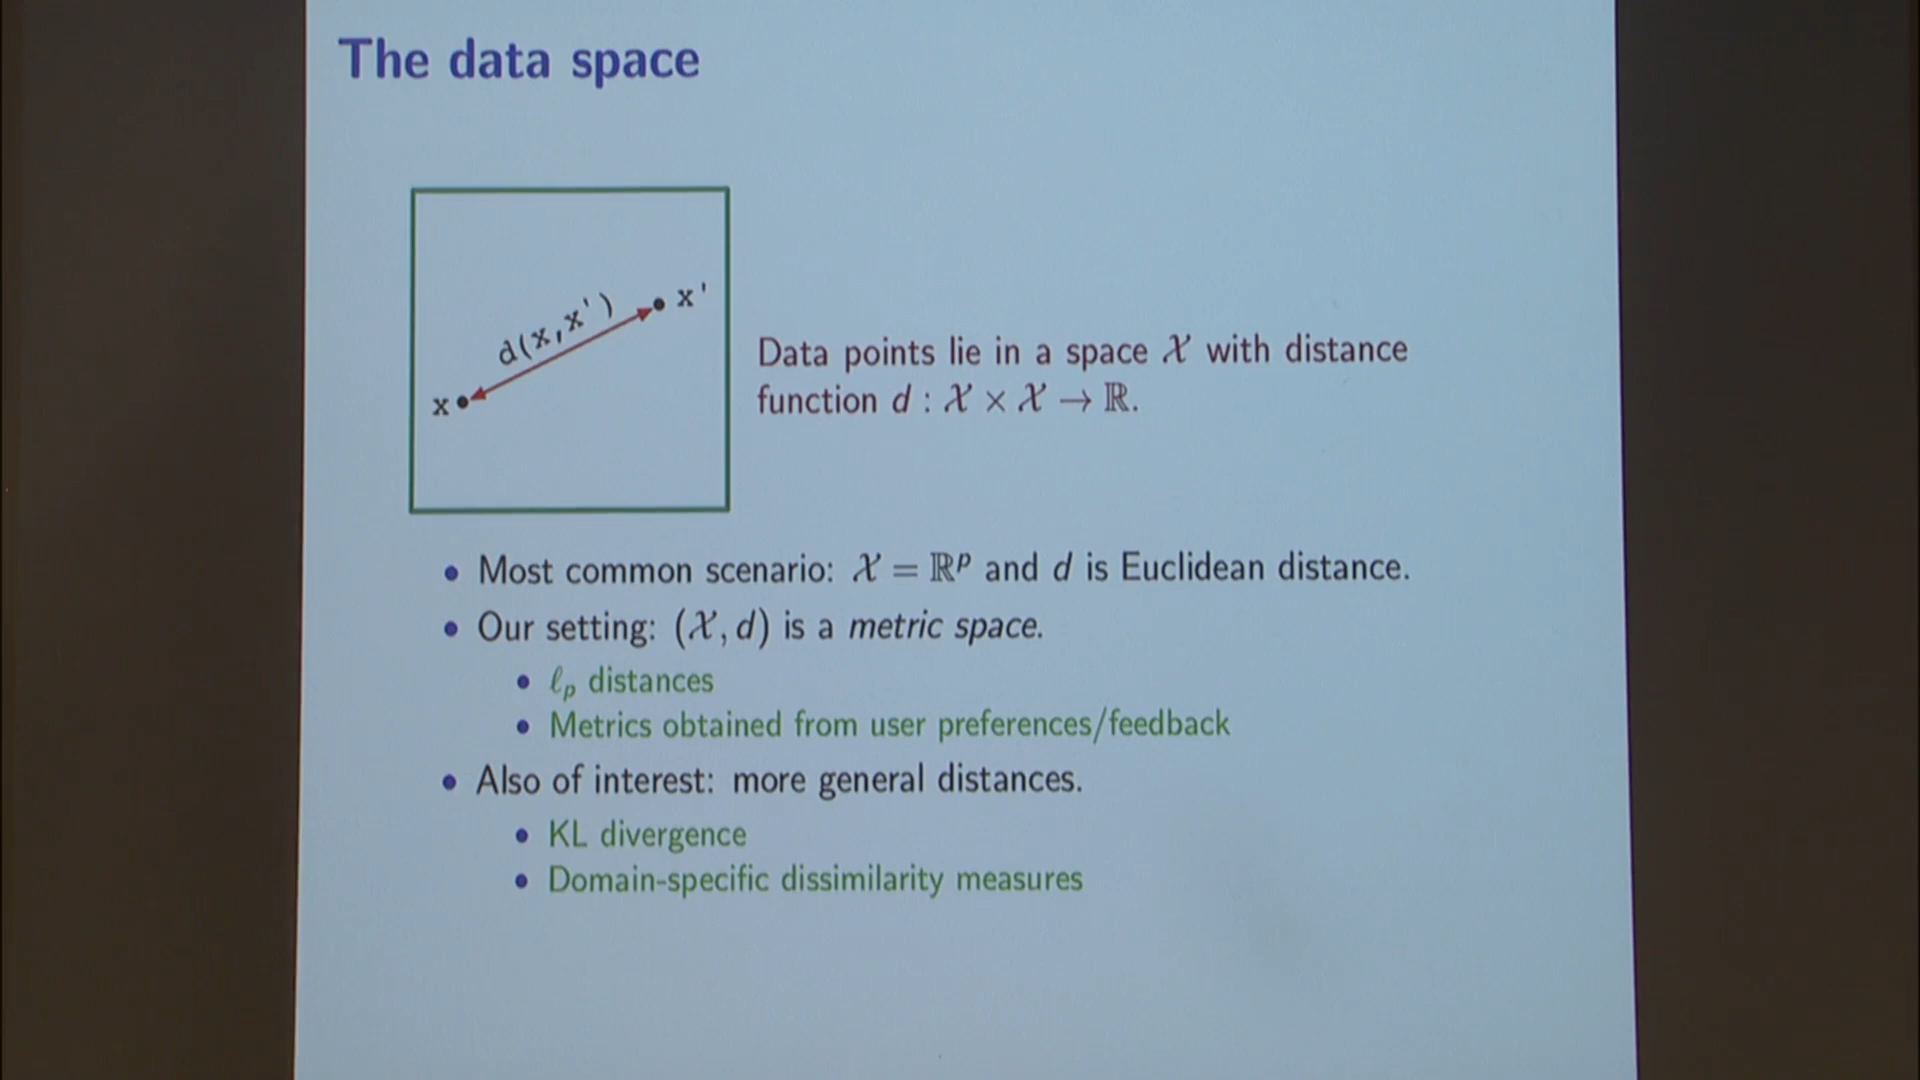 The data space
d(x,x')
x'
x
Data points lie in a space 𝒳 with distance
function d : 𝒳 × 𝒳 → ℝ.
• Most common scenario: 𝒳 = ℝᵖ and d is Euclidean distance.
• Our setting: (𝒳, d) is a metric space.
• ℓₚ distances
• Metrics obtained from user preferences/feedback
• Also of interest: more general distances.
• KL divergence
• Domain-specific dissimilarity measures